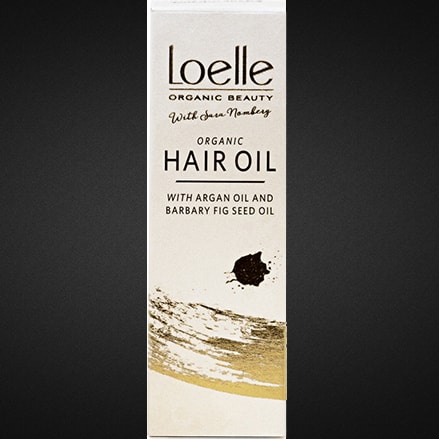 Loelle
ORGANIC BEAUTY
With Sara Nomberg
ORGANIC
HAIR OIL
WITH ARGAN OIL AND
BARBARY FIG SEED OIL